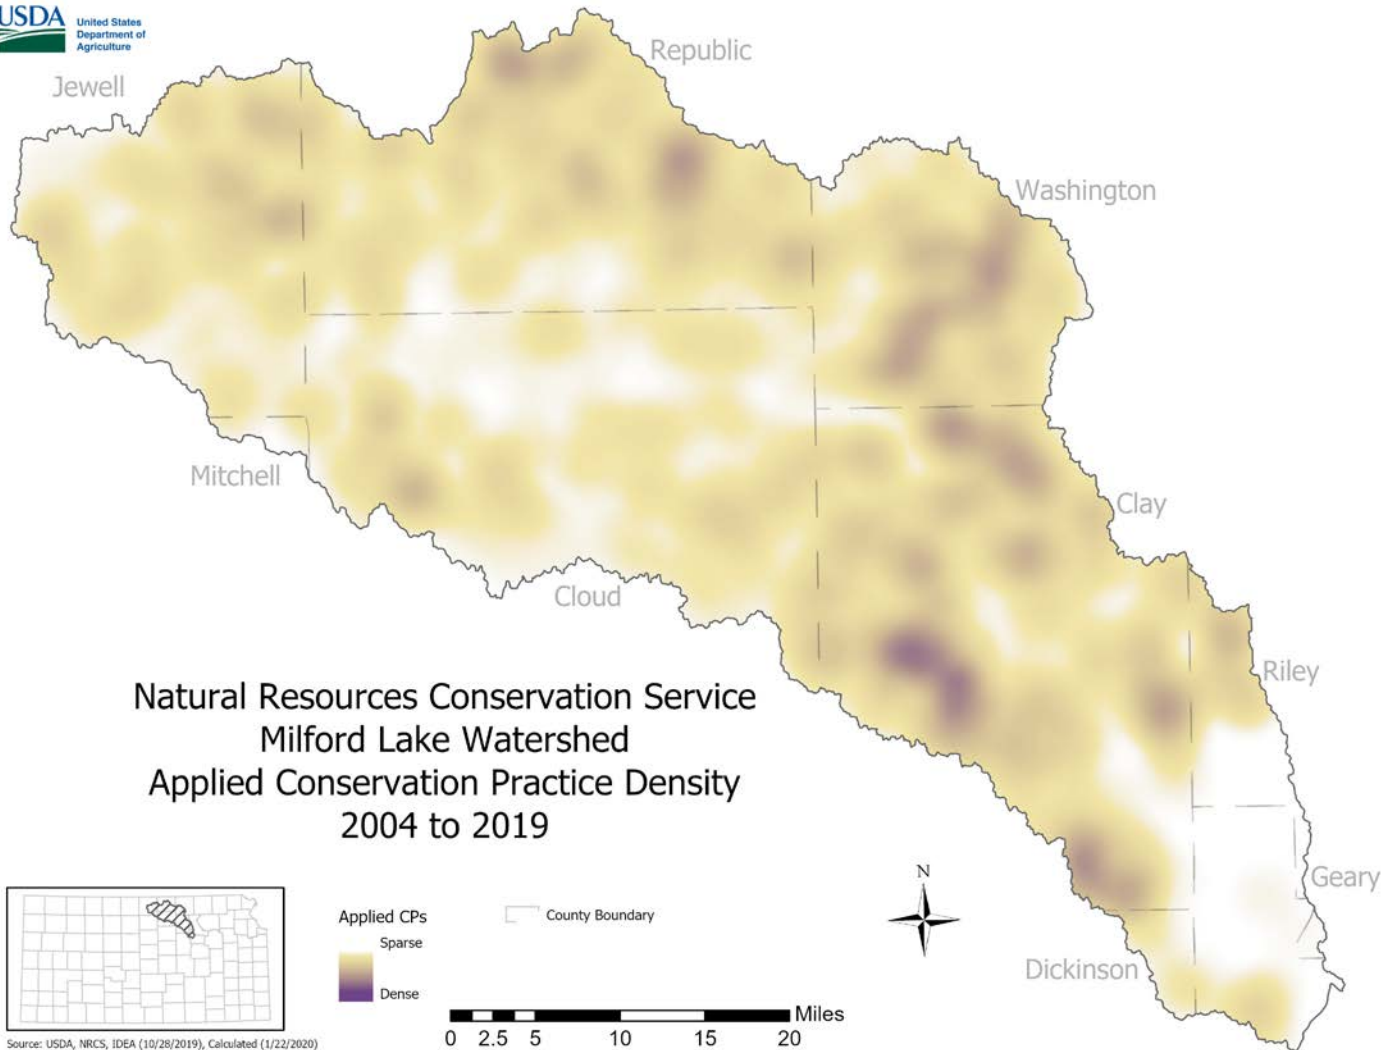 USDA
United States
Department of
Agriculture
Republic
Jewell
Washington
Mitchell
Clay
Cloud
Riley
Natural Resources Conservation Service
Milford Lake Watershed
Applied Conservation Practice Density
2004 to 2019
Geary
Dickinson
N
Applied CPs
Sparse
Dense
County Boundary
Miles
0 2.5 5 10 15 20
Source: USDA, NRCS, IDEA (10/28/2019), Calculated (1/22/2020)